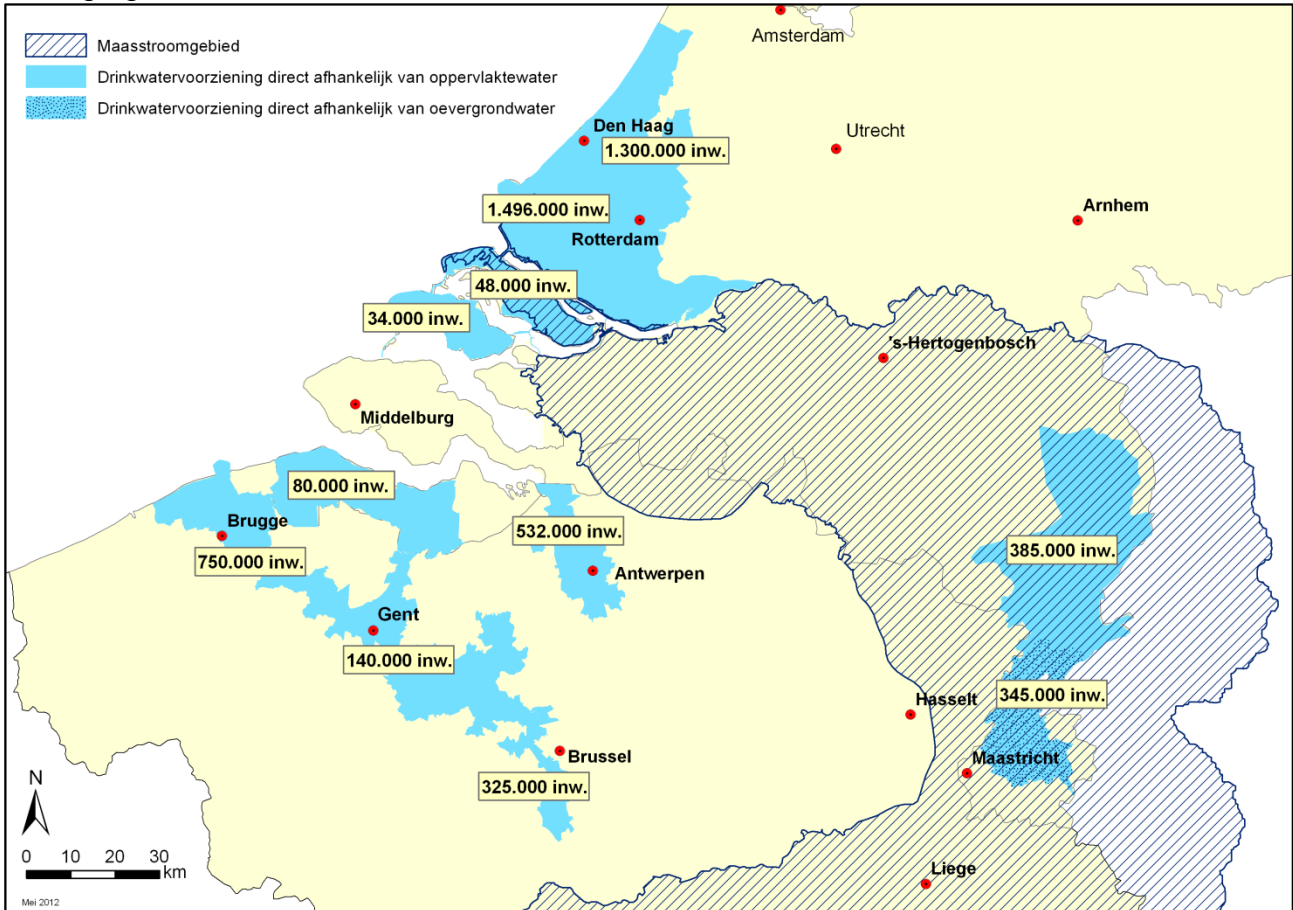 Maasstroomgebied
Drinkwatervoorziening direct afhankelijk van oppervlaktewater
Drinkwatervoorziening direct afhankelijk van oevergrondwater
Amsterdam
Den Haag
1.300.000 inw.
Utrecht
1.496.000 inw.
Rotterdam
Arnhem
48.000 inw.
34.000 inw.
's-Hertogenbosch
Middelburg
80.000 inw.
Brugge
750.000 inw.
532.000 inw.
Antwerpen
385.000 inw.
Gent
140.000 inw.
Hasselt
345.000 inw.
Brussel
325.000 inw.
Maastricht
Liege
N
0 10 20 30
km
Mei 2012